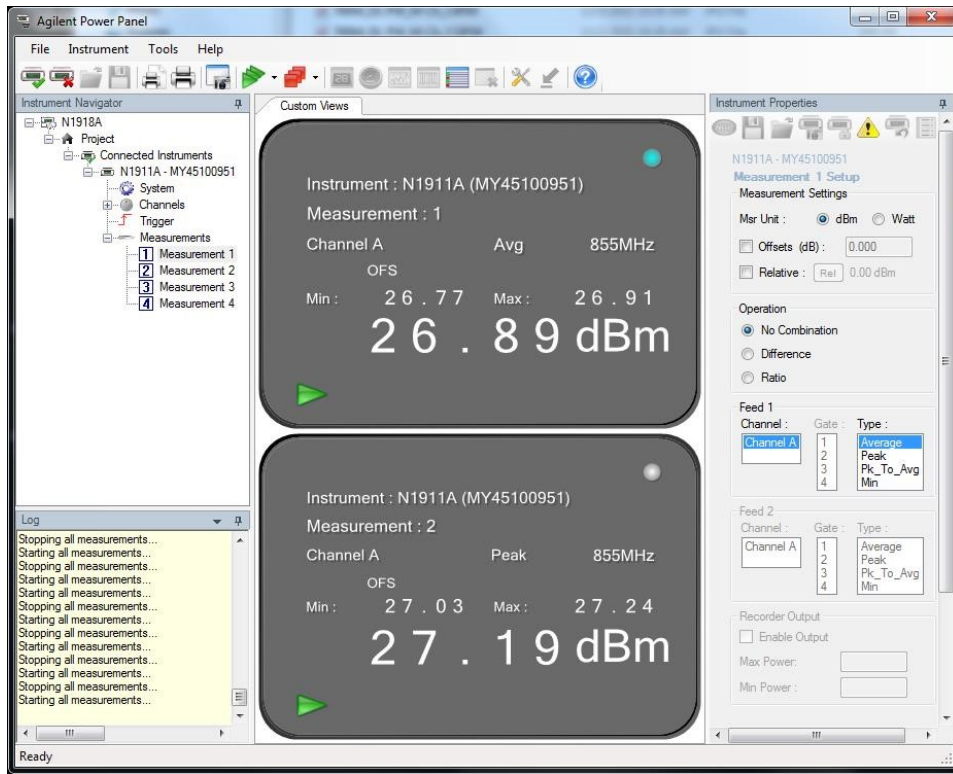 Agilent Power Panel
File Instrument Tools Help
Instrument Navigator
N1918A
Project
Connected Instruments
N1911A - MY45100951
System
Channels
Trigger
Measurements
1 Measurement 1
2 Measurement 2
3 Measurement 3
4 Measurement 4
Log
Stopping all measurements...
Starting all measurements...
Stopping all measurements...
Starting all measurements...
Starting all measurements...
Stopping all measurements...
Starting all measurements...
Stopping all measurements...
Starting all measurements...
Stopping all measurements...
Starting all measurements...
Stopping all measurements...
Starting all measurements...
Custom Views
Instrument : N1911A (MY45100951)
Measurement : 1
Channel A Avg 855MHz
OFS
Min : 26.77 Max : 26.91
26.89 dBm
Instrument : N1911A (MY45100951)
Measurement : 2
Channel A Peak 855MHz
OFS
Min : 27.03 Max : 27.24
27.19 dBm
Instrument Properties
N1911A - MY45100951
Measurement 1 Setup
Measurement Settings
Msr Unit : dBm Watt
Offsets (dB) : 0.000
Relative : Rel 0.00 dBm
Operation
No Combination
Difference
Ratio
Feed 1
Channel : Gate : Type :
Channel A 1 Average
2 Peak
3 Pk_To_Avg
4 Min
Feed 2
Channel : Gate : Type :
Channel A 1 Average
2 Peak
3 Pk_To_Avg
4 Min
Recorder Output
Enable Output
Max Power:
Min Power :
Ready